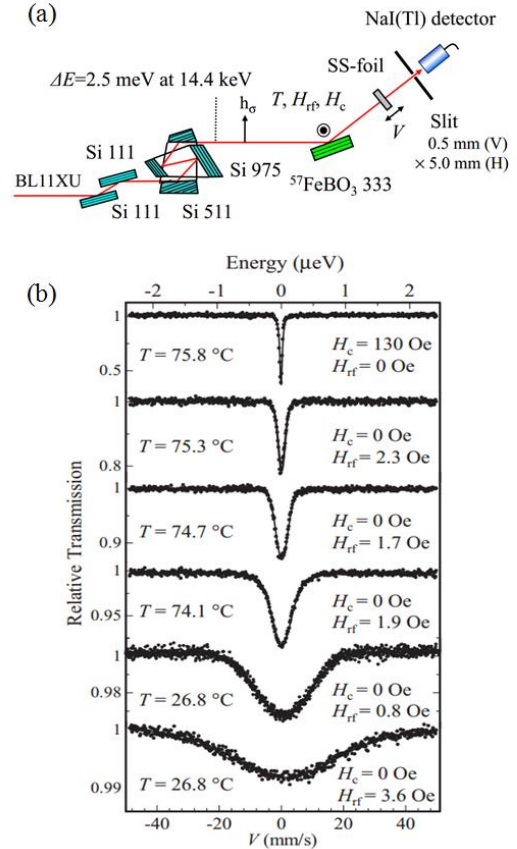 (a)
NaI(Tl) detector
SS-foil
ΔE=2.5 meV at 14.4 keV
T, Hrf, Hc
hσ
V
Slit
0.5 mm (V)
× 5.0 mm (H)
Si 111
Si 975
⁵⁷FeBO₃ 333
BL11XU
Si 111
Si 511
(b)
Energy (μeV)
-2 -1 0 1 2
1
T = 75.8 °C
Hc = 130 Oe
Hrf = 0 Oe
0.5
1
T = 75.3 °C
Hc = 0 Oe
Hrf = 2.3 Oe
0.8
1
T = 74.7 °C
Hc = 0 Oe
Hrf = 1.7 Oe
0.9
1
T = 74.1 °C
Hc = 0 Oe
Hrf = 1.9 Oe
0.95
1
T = 26.8 °C
Hc = 0 Oe
Hrf = 0.8 Oe
0.98
1
T = 26.8 °C
Hc = 0 Oe
Hrf = 3.6 Oe
0.99
Relative Transmission
-40 -20 0 20 40
V (mm/s)